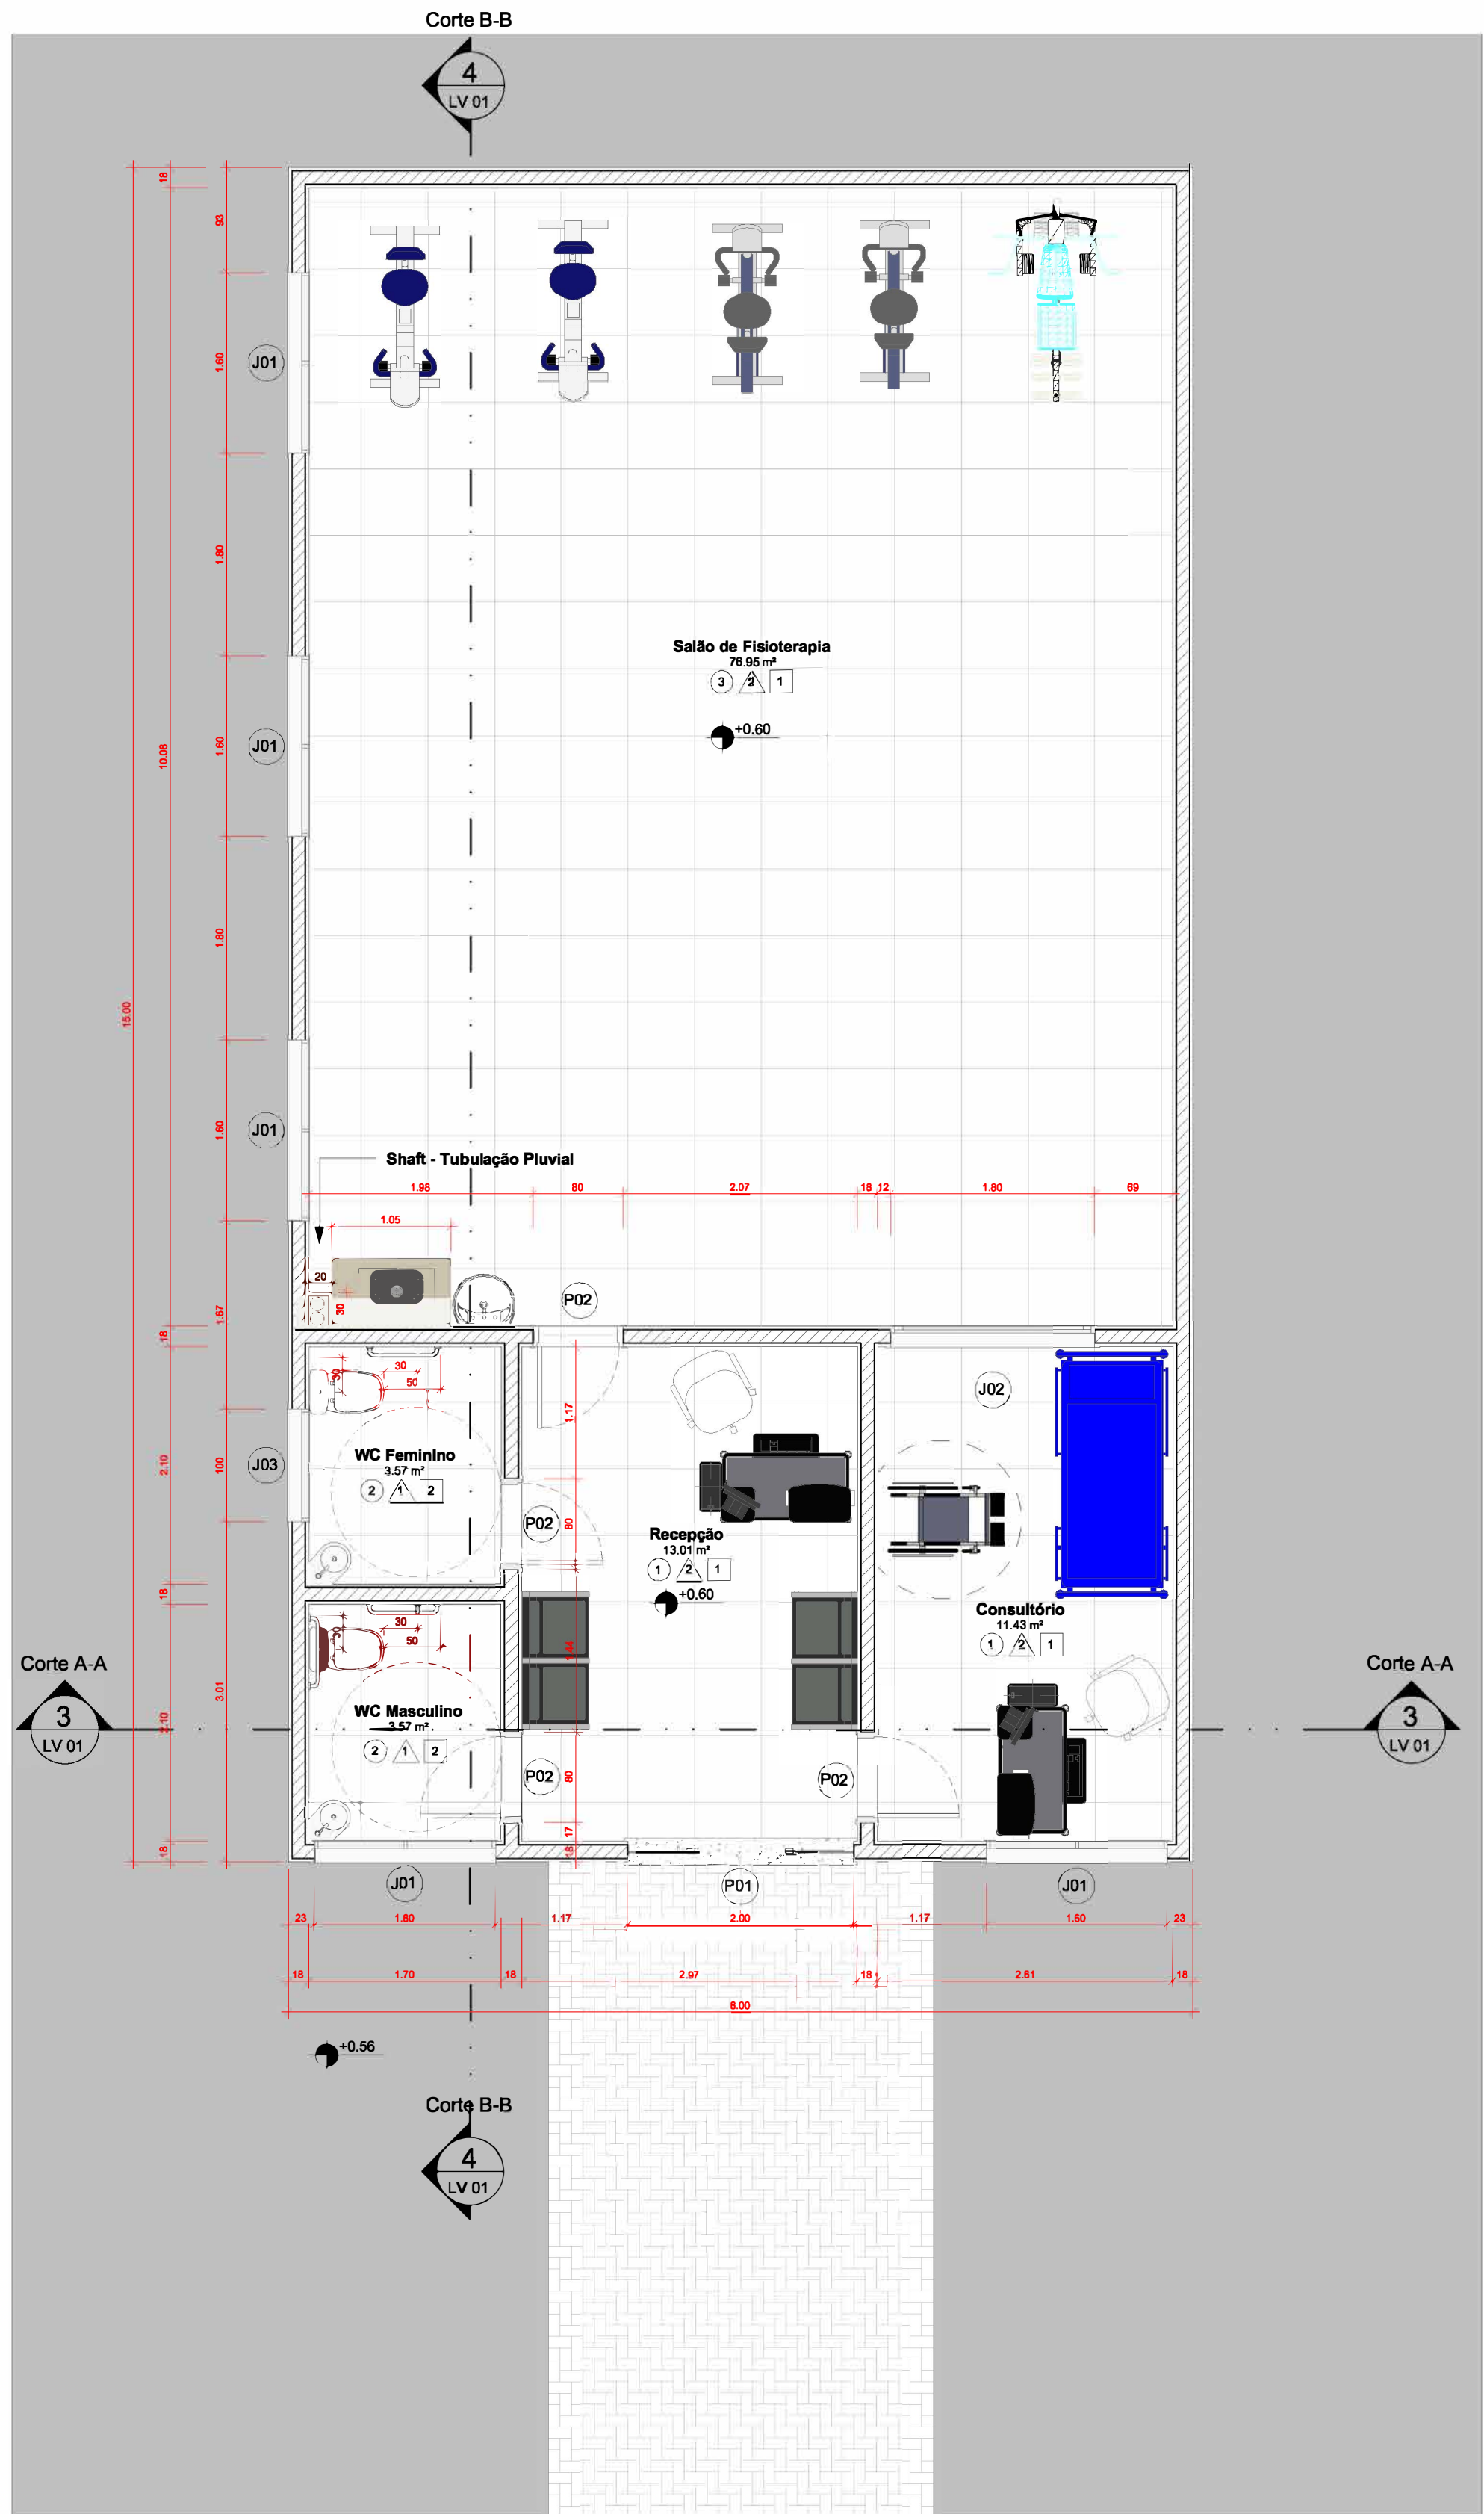 Corte B-B
4
LV 01
18
93
1.60
J01
1.80
Salão de Fisioterapia
76.95 m²
3 2 1
+0.60
10.08
1.60
J01
1.80
15.00
1.60
J01
Shaft - Tubulação Pluvial
1.98 80 2.07 18 12 1.80 69
1.05
20
30
P02
1.67
18
30
30
50
1.17
J02
WC Feminino
3.57 m²
2 1 2
J03
100
2.10
P02
80
Recepção
13.01 m²
1 2 1
+0.60
18
Consultório
11.43 m²
1 2 1
30
30
50
1.44
Corte A-A
3
LV 01
3.01
2.10
WC Masculino
3.57 m²
2 1 2
Corte A-A
3
LV 01
P02
80
P02
17
18
18
J01
P01
J01
23 1.60 1.17 2.00 1.17 1.60 23
18 1.70 18 2.97 18 2.61 18
8.00
+0.56
Corte B-B
4
LV 01